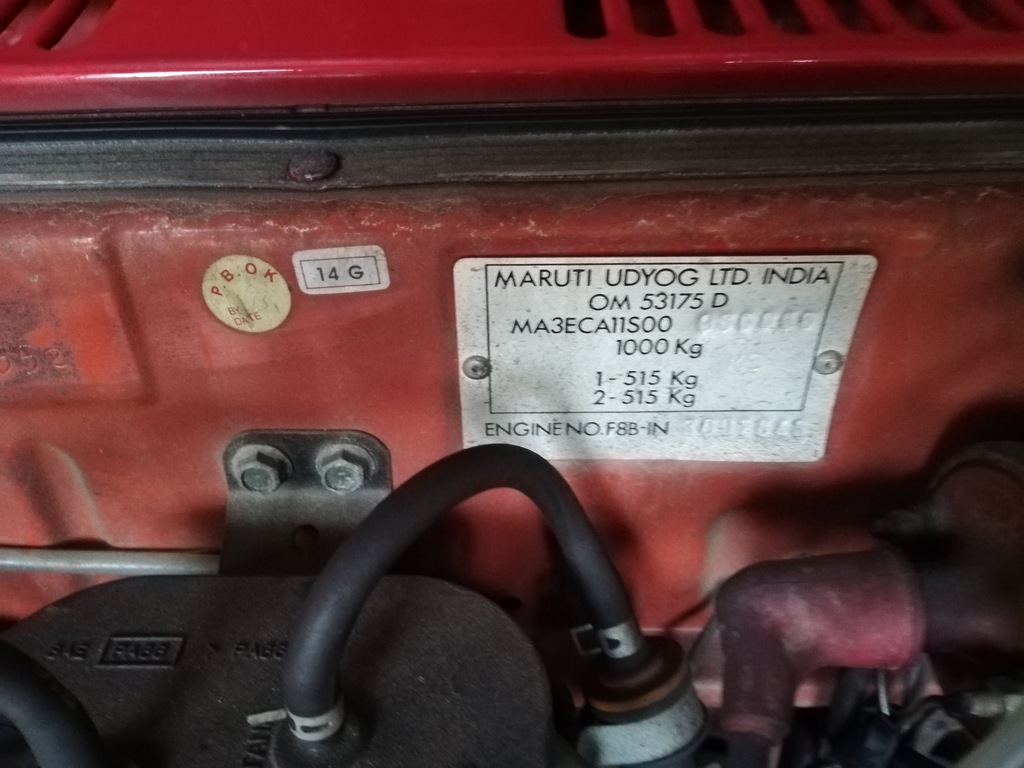 P.B.OK
BY
DATE
14 G
MARUTI UDYOG LTD. INDIA
OM 53175 D
MA3ECA11S00
1000 Kg
1- 515 Kg
2- 515 Kg
ENGINE NO. F8B-IN
PA66